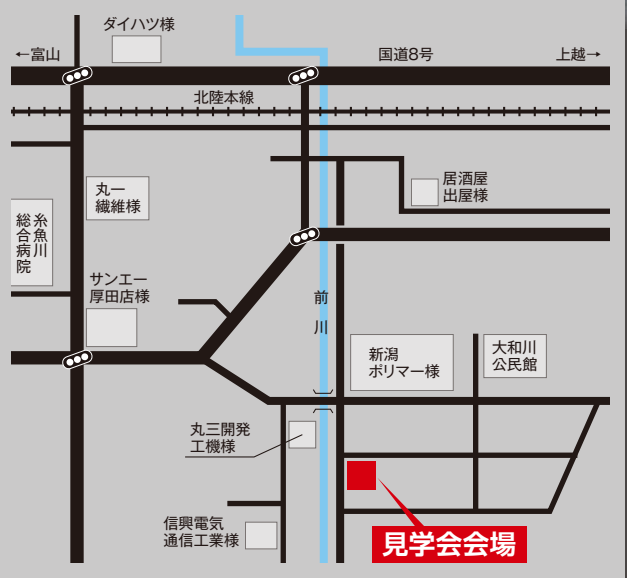 ダイハツ様
←富山
国道8号
上越→
北陸本線
丸一
繊維様
居酒屋
出屋様
糸魚川
総合病院
サンエー
厚田店様
前川
新潟
ポリマー様
大和川
公民館
丸三開発
工機様
信興電気
通信工業様
見学会会場